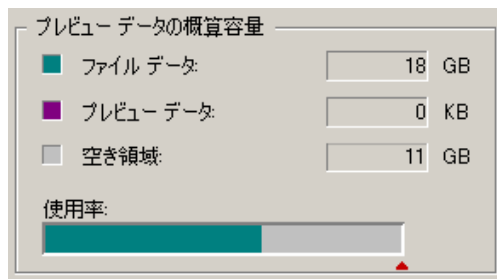 プレビュー データの概算容量
ファイル データ: 18 GB
プレビュー データ: 0 KB
空き領域: 11 GB
使用率: